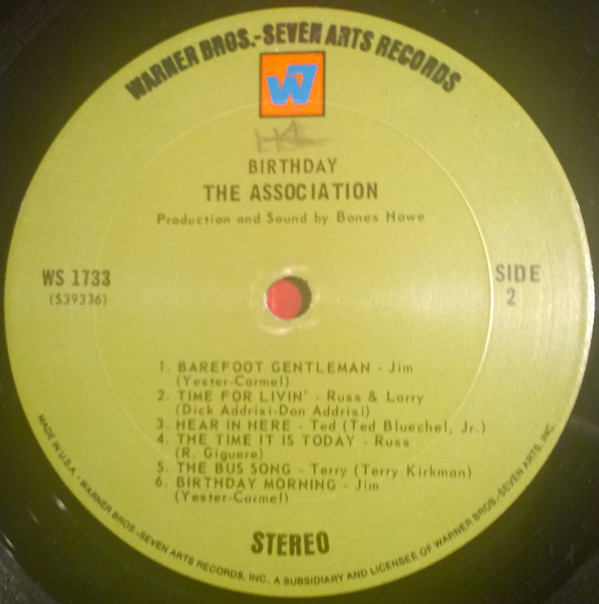 WARNER BROS.-SEVEN ARTS RECORDS
W7
BIRTHDAY
THE ASSOCIATION
Production and Sound by Bones Howe
WS 1733
(S39336)
SIDE
2
1. BAREFOOT GENTLEMAN - Jim
(Yester-Carmel)
2. TIME FOR LIVIN' - Russ & Larry
(Dick Addrisi-Don Addrisi)
3. HEAR IN HERE - Ted (Ted Bluechel, Jr.)
4. THE TIME IT IS TODAY - Russ
(R. Giguere)
5. THE BUS SONG - Terry (Terry Kirkman)
6. BIRTHDAY MORNING - Jim
(Yester-Carmel)
STEREO
MADE IN U.S.A. - WARNER BROS.-SEVEN ARTS RECORDS, INC., A SUBSIDIARY AND LICENSEE OF WARNER BROS.-SEVEN ARTS, INC.